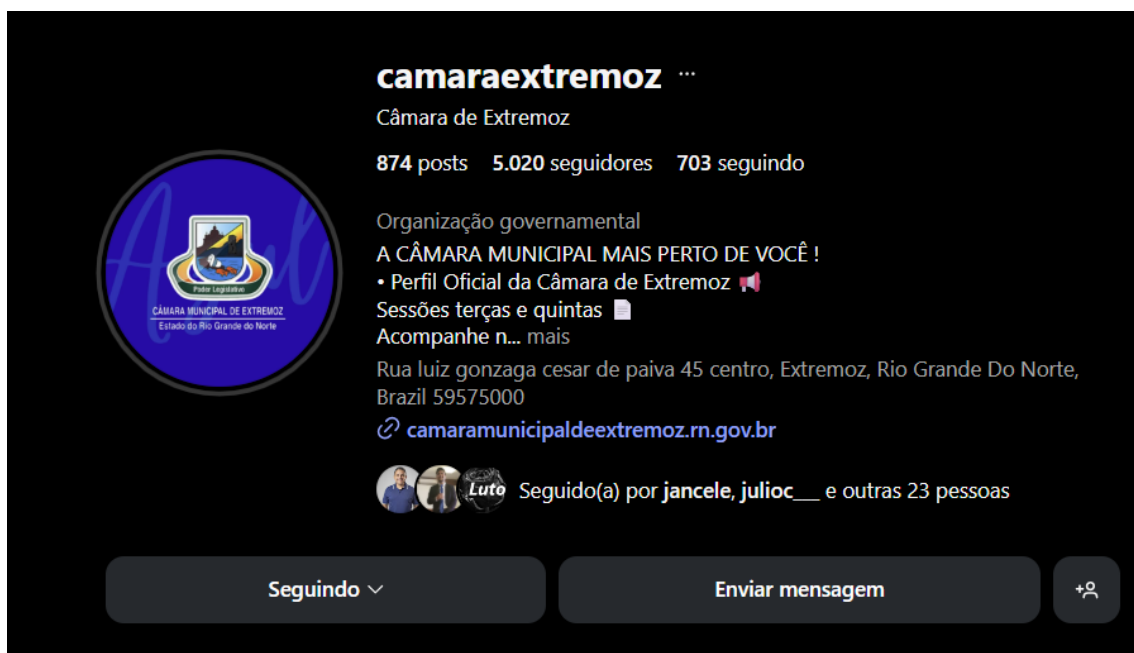 camaraextremoz ...
Câmara de Extremoz
874 posts 5.020 seguidores 703 seguindo
Azul
Poder Legislativo
CÂMARA MUNICIPAL DE EXTREMOZ
Estado do Rio Grande do Norte
Organização governamental
A CÂMARA MUNICIPAL MAIS PERTO DE VOCÊ !
• Perfil Oficial da Câmara de Extremoz 📢
Sessões terças e quintas 📄
Acompanhe n... mais
Rua luiz gonzaga cesar de paiva 45 centro, Extremoz, Rio Grande Do Norte,
Brazil 59575000
camaramunicipaldeextremoz.rn.gov.br
Luto
Seguido(a) por jancele, julioc___ e outras 23 pessoas
Seguindo
Enviar mensagem